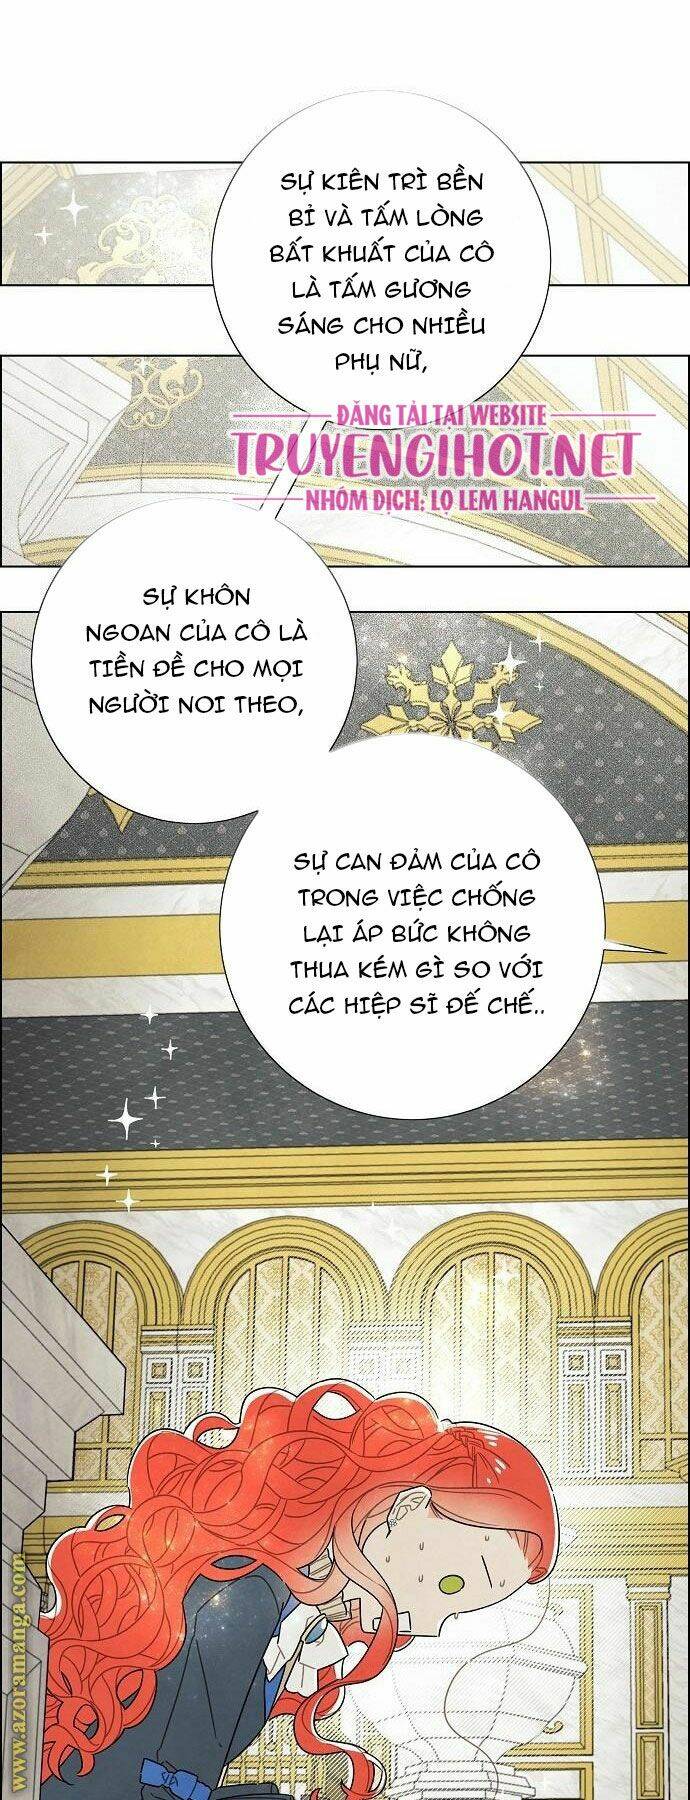 SỰ KIÊN TRÌ BỀN
BỈ VÀ TẤM LÒNG
BẤT KHUẤT CỦA CÔ
LÀ TẤM GƯƠNG
SÁNG CHO NHIỀU
PHỤ NỮ,
ĐĂNG TẢI TẠI WEBSITE
TRUYENGIHOT.NET
NHÓM DỊCH: LỌ LEM HANGUL
SỰ KHÔN
NGOAN CỦA CÔ LÀ
TIỀN ĐỀ CHO MỌI
NGƯỜI NOI THEO,
SỰ CAN ĐẢM CỦA CÔ
TRONG VIỆC CHỐNG
LẠI ÁP BỨC KHÔNG
THUA KÉM GÌ SO VỚI
CÁC HIỆP SĨ ĐẾ CHẾ..
www.azoramanga.com